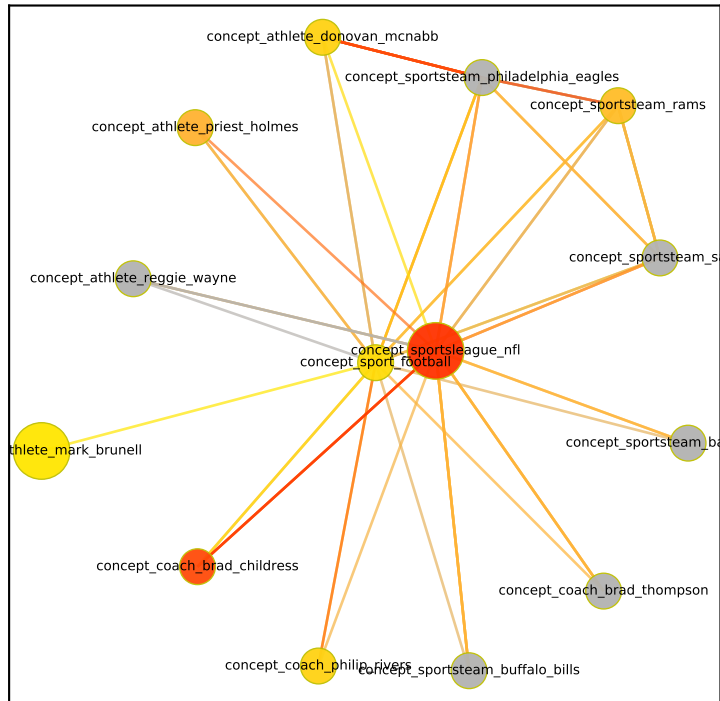 concept_athlete_donovan_mcnabb
concept_sportsteam_philadelphia_eagles
concept_sportsteam_rams
concept_athlete_priest_holmes
concept_sportsteam_sa
concept_athlete_reggie_wayne
concept_sportsleague_nfl
concept_sport_football
concept_sportsteam_ba
thlete_mark_brunell
concept_coach_brad_childress
concept_coach_brad_thompson
concept_coach_philip_rivers
concept_sportsteam_buffalo_bills